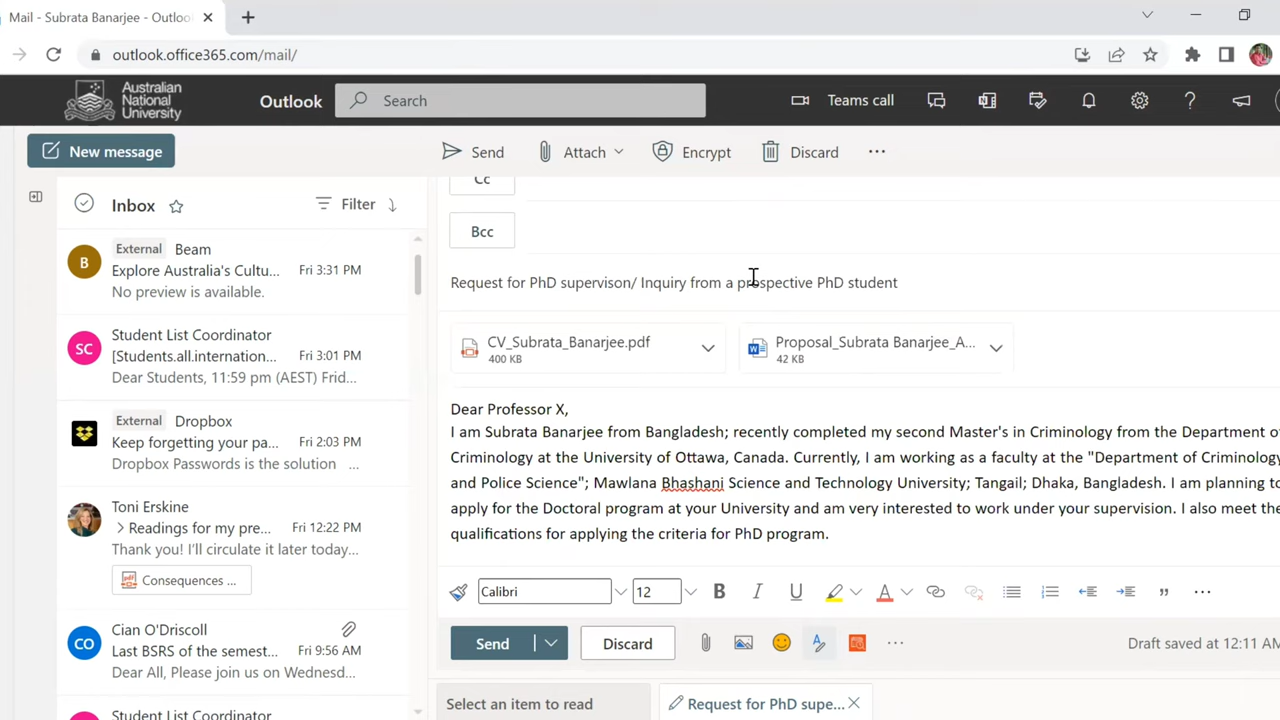 Mail - Subrata Banarjee - Outloo
outlook.office365.com/mail/
Australian
National
University
Outlook
Search
Teams call
New message
Send
Attach
Encrypt
Discard
Inbox
Filter
Cc
Bcc
B
External Beam
Explore Australia's Cultu... Fri 3:31 PM
No preview is available.
SC
Student List Coordinator
[Students.all.internation... Fri 3:01 PM
Dear Students, 11:59 pm (AEST) Frid...
External Dropbox
Keep forgetting your pa... Fri 2:03 PM
Dropbox Passwords is the solution ...
Toni Erskine
Readings for my pre... Fri 12:22 PM
Thank you! I'll circulate it later today...
Consequences ...
CO
Cian O'Driscoll
Last BSRS of the semest... Fri 9:56 AM
Dear All, Please join us on Wednesd...
Student List Coordinator
Request for PhD supervison/ Inquiry from a prospective PhD student
CV_Subrata_Banarjee.pdf
400 KB
Proposal_Subrata Banarjee_A...
42 KB
Dear Professor X,
I am Subrata Banarjee from Bangladesh; recently completed my second Master's in Criminology from the Department o
Criminology at the University of Ottawa, Canada. Currently, I am working as a faculty at the "Department of Criminology
and Police Science"; Mawlana Bhashani Science and Technology University; Tangail; Dhaka, Bangladesh. I am planning to
apply for the Doctoral program at your University and am very interested to work under your supervision. I also meet the
qualifications for applying the criteria for PhD program.
Calibri
12
B I U
A
Send
Discard
Draft saved at 12:11 AM
Select an item to read
Request for PhD supe...